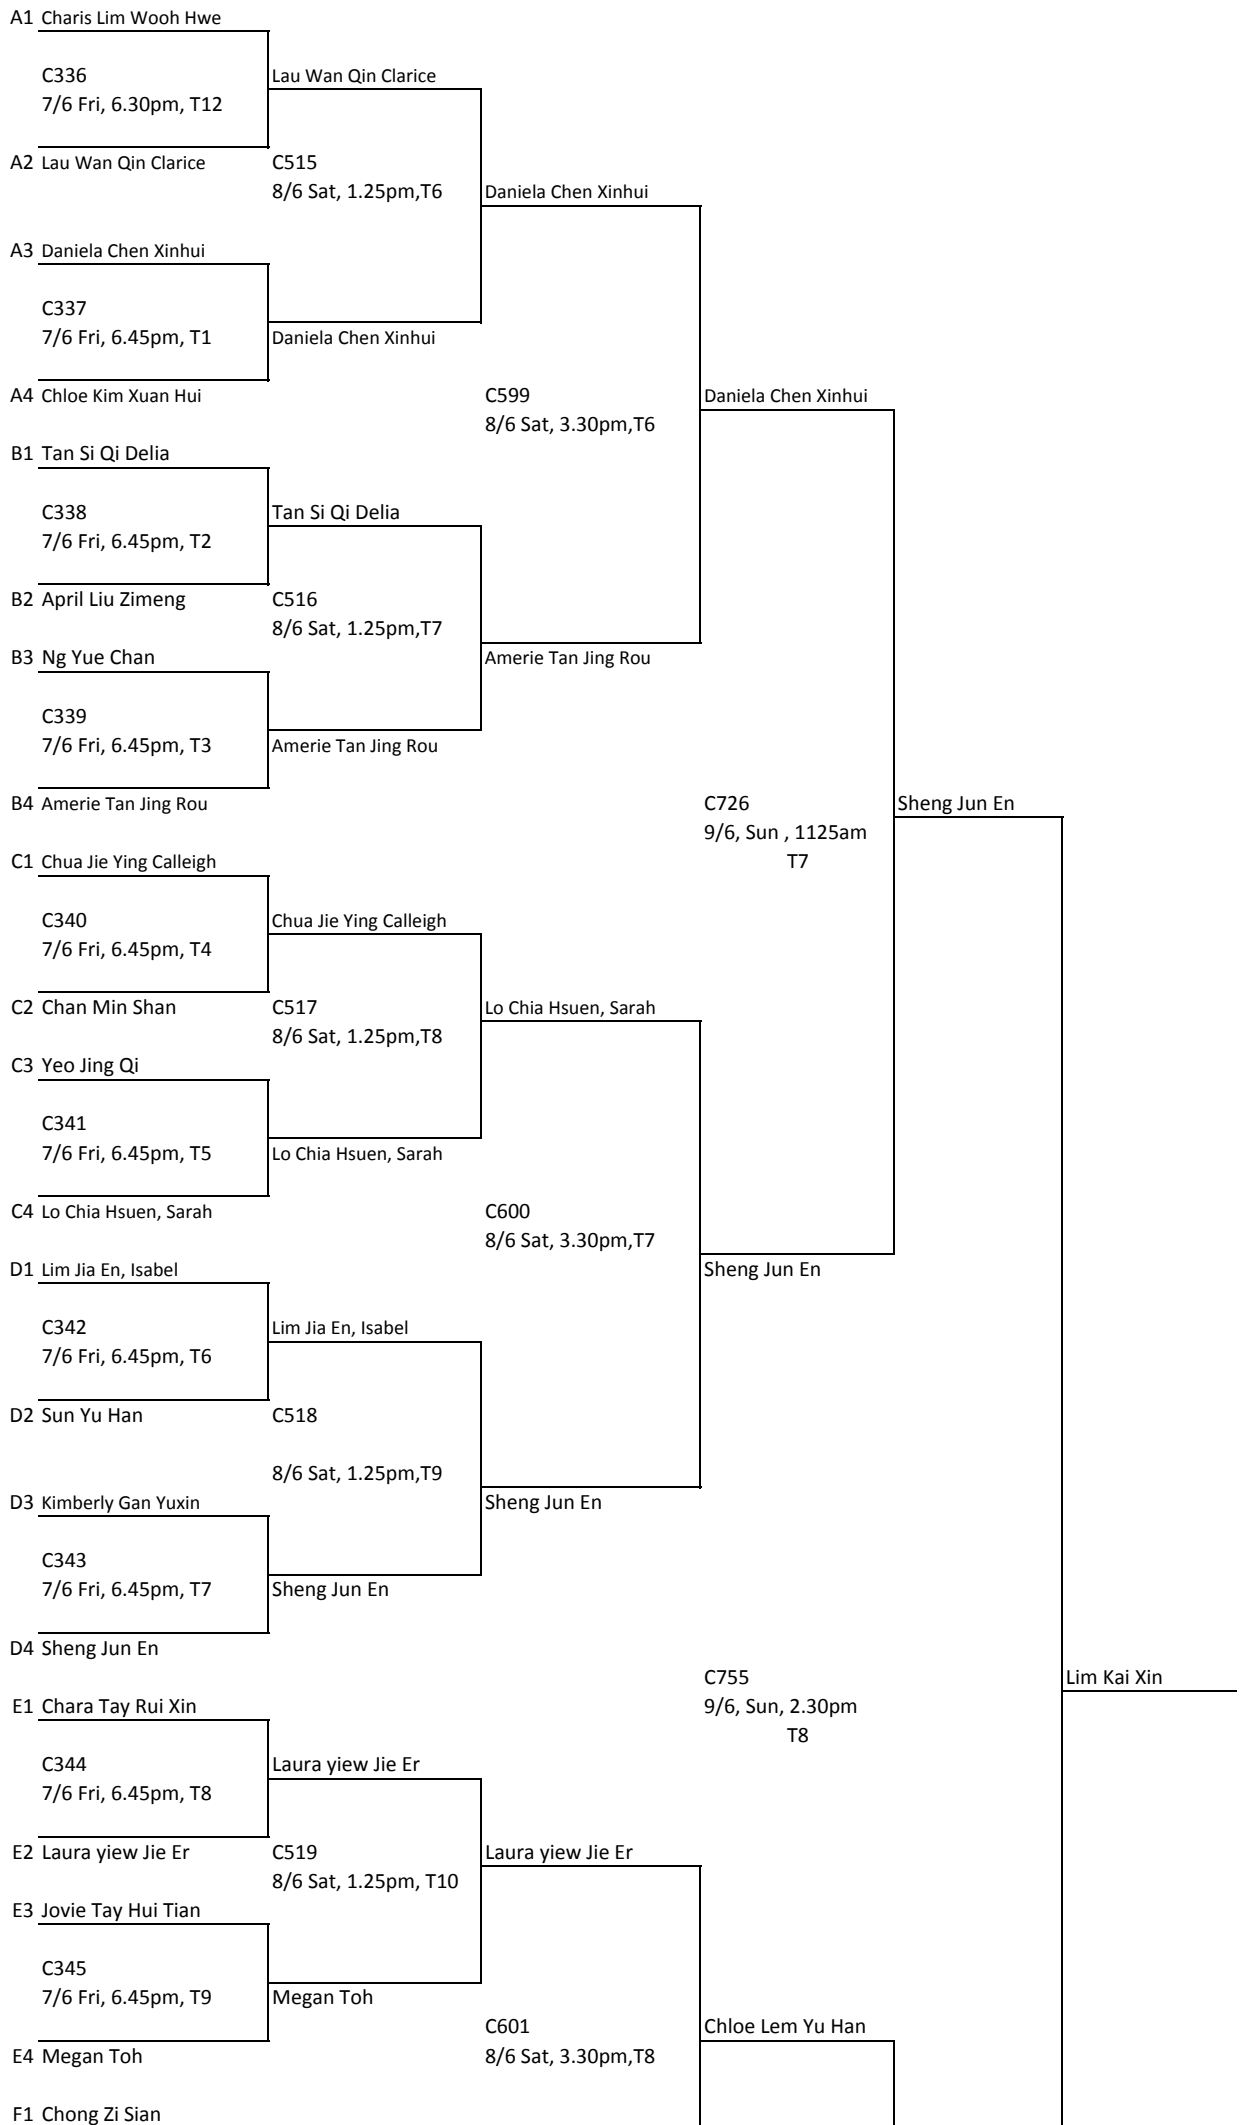 A1 Charis Lim Wooh Hwe
C336 Lau Wan Qin Clarice
7/6 Fri, 6.30pm, T12
A2 Lau Wan Qin Clarice C515
8/6 Sat, 1.25pm,T6 Daniela Chen Xinhui
A3 Daniela Chen Xinhui
C337
7/6 Fri, 6.45pm, T1 Daniela Chen Xinhui
A4 Chloe Kim Xuan Hui C599 Daniela Chen Xinhui
8/6 Sat, 3.30pm,T6
B1 Tan Si Qi Delia
C338 Tan Si Qi Delia
7/6 Fri, 6.45pm, T2
B2 April Liu Zimeng C516
8/6 Sat, 1.25pm,T7
B3 Ng Yue Chan Amerie Tan Jing Rou
C339
7/6 Fri, 6.45pm, T3 Amerie Tan Jing Rou
B4 Amerie Tan Jing Rou C726 Sheng Jun En
9/6, Sun , 1125am
C1 Chua Jie Ying Calleigh T7
C340 Chua Jie Ying Calleigh
7/6 Fri, 6.45pm, T4
C2 Chan Min Shan C517 Lo Chia Hsuen, Sarah
8/6 Sat, 1.25pm,T8
C3 Yeo Jing Qi
C341
7/6 Fri, 6.45pm, T5 Lo Chia Hsuen, Sarah
C4 Lo Chia Hsuen, Sarah C600
8/6 Sat, 3.30pm,T7
D1 Lim Jia En, Isabel Sheng Jun En
C342 Lim Jia En, Isabel
7/6 Fri, 6.45pm, T6
D2 Sun Yu Han C518
8/6 Sat, 1.25pm,T9
D3 Kimberly Gan Yuxin Sheng Jun En
C343
7/6 Fri, 6.45pm, T7 Sheng Jun En
D4 Sheng Jun En
C755 Lim Kai Xin
E1 Chara Tay Rui Xin 9/6, Sun, 2.30pm
T8
C344 Laura yiew Jie Er
7/6 Fri, 6.45pm, T8
E2 Laura yiew Jie Er C519 Laura yiew Jie Er
8/6 Sat, 1.25pm, T10
E3 Jovie Tay Hui Tian
C345
7/6 Fri, 6.45pm, T9 Megan Toh
C601 Chloe Lem Yu Han
E4 Megan Toh 8/6 Sat, 3.30pm,T8
F1 Chong Zi Sian